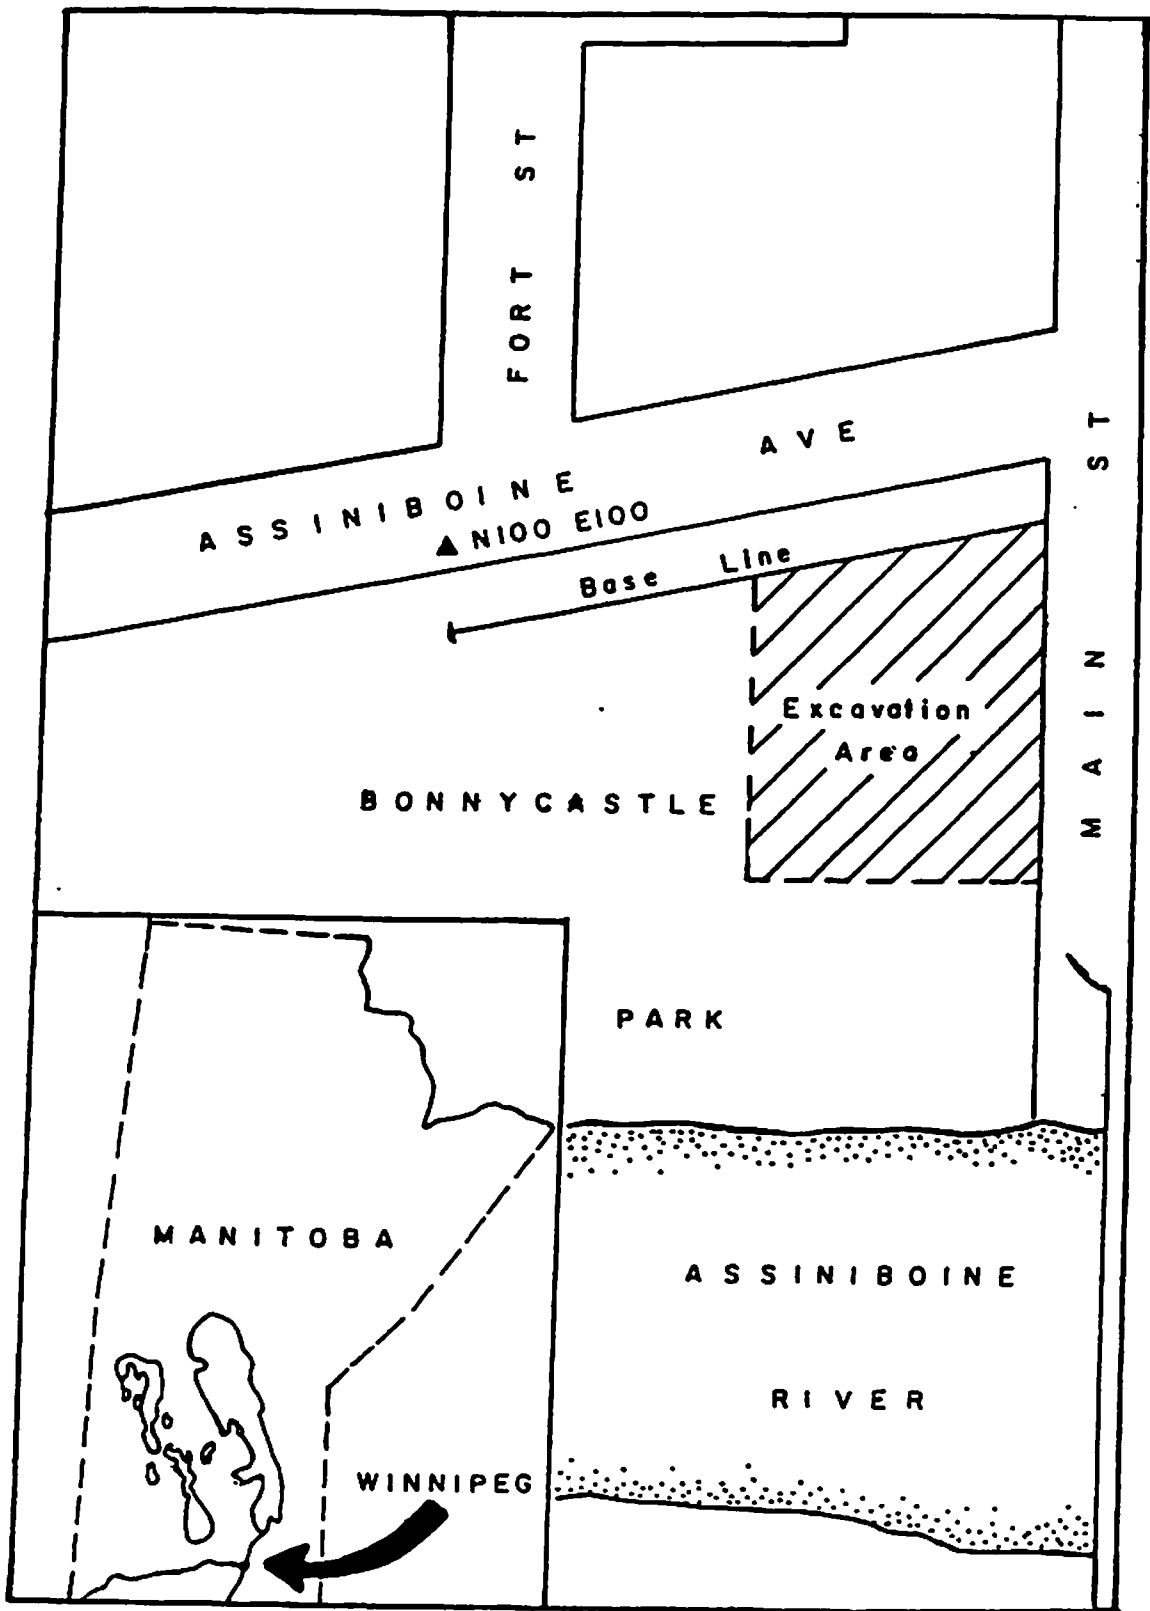 FORT ST
ASSINIBOINE AVE
N100 E100
Base Line
MAIN ST
Excavation
Area
BONNYCASTLE
PARK
MANITOBA
ASSINIBOINE
RIVER
WINNIPEG